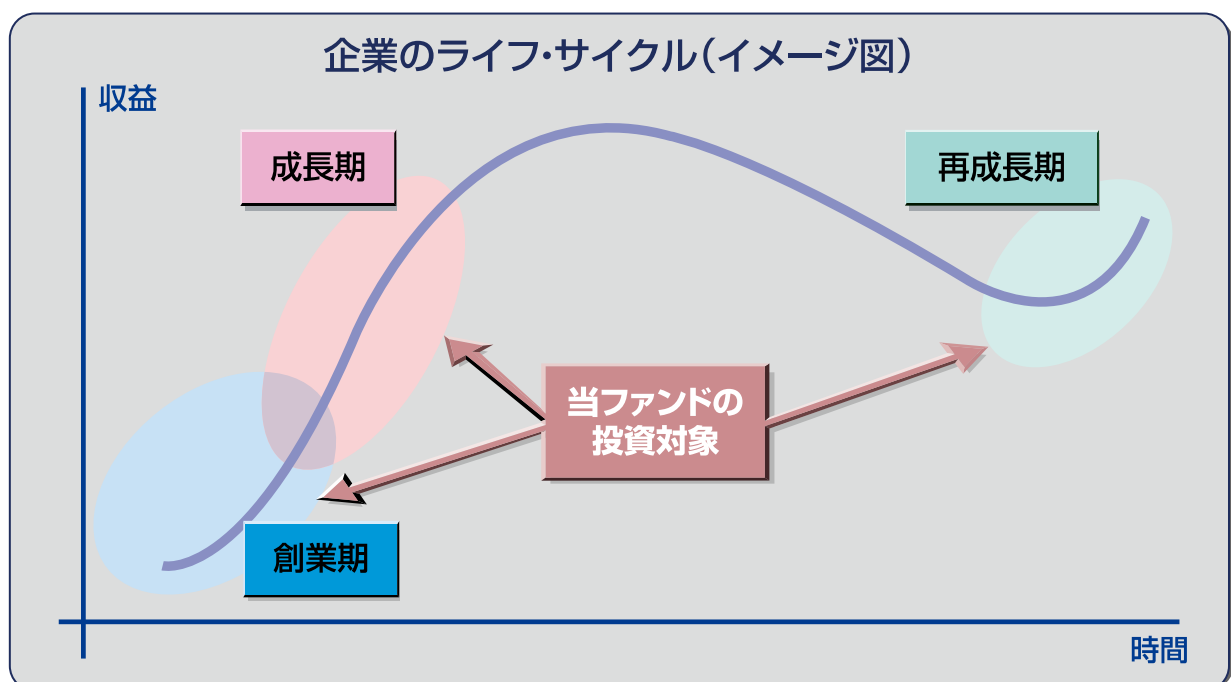 企業のライフ・サイクル(イメージ図)
収益
成長期
再成長期
当ファンドの
投資対象
創業期
時間